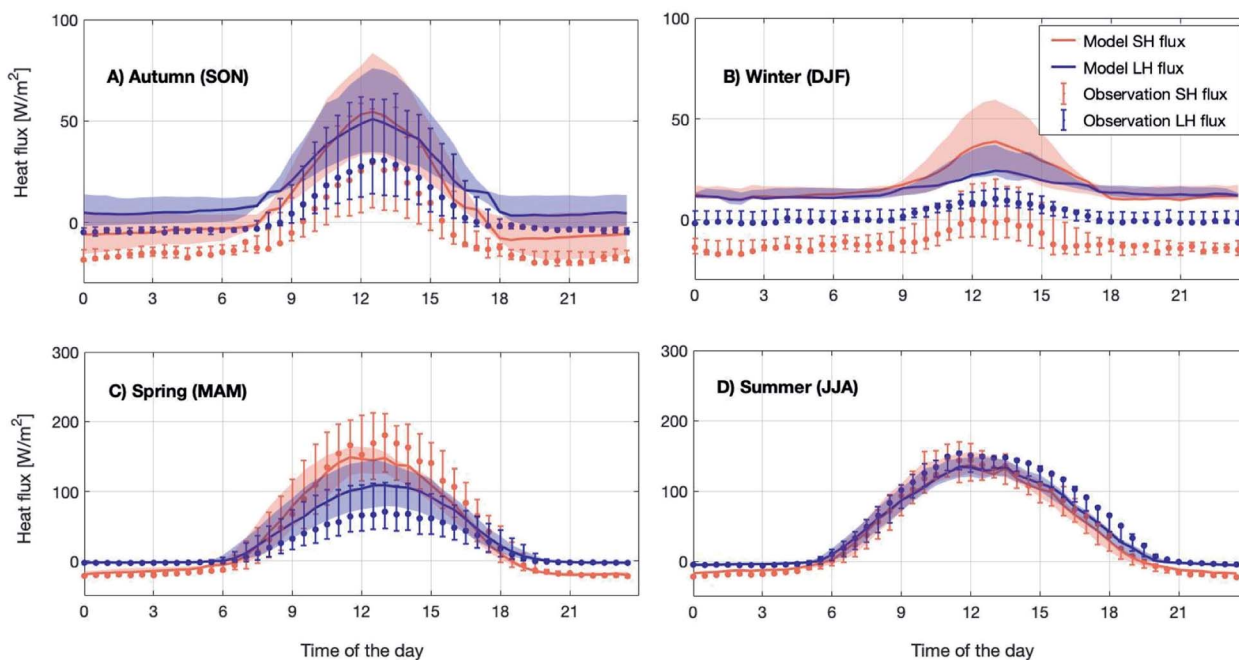 100
50
0
Heat flux [W/m²]
A) Autumn (SON)
0 3 6 9 12 15 18 21
100
50
0
B) Winter (DJF)
Model SH flux
Model LH flux
Observation SH flux
Observation LH flux
0 3 6 9 12 15 18 21
300
200
100
0
Heat flux [W/m²]
C) Spring (MAM)
0 3 6 9 12 15 18 21
Time of the day
300
200
100
0
D) Summer (JJA)
0 3 6 9 12 15 18 21
Time of the day